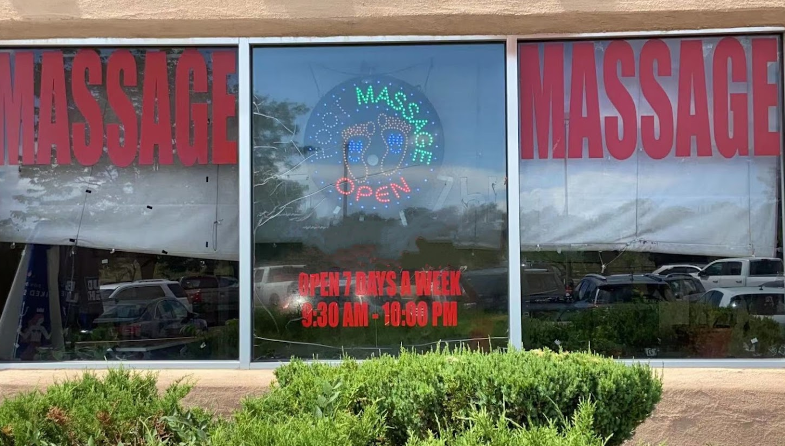 MASSAGE
MASSAGE
OPEN
OPEN 7 DAYS A WEEK
9:30 AM - 10:00 PM
MASSAGE